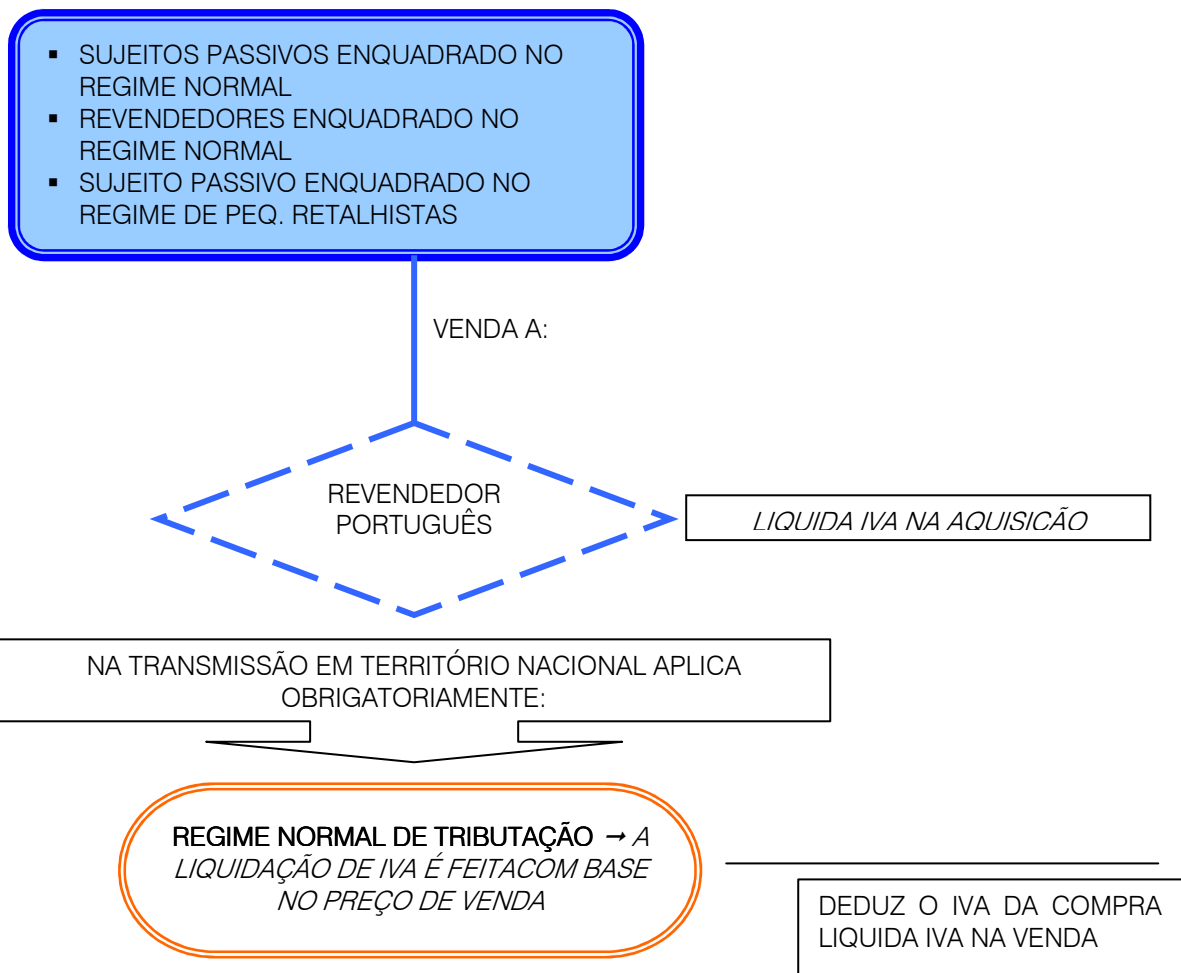 ▪ SUJEITOS PASSIVOS ENQUADRADO NO
REGIME NORMAL
▪ REVENDEDORES ENQUADRADO NO
REGIME NORMAL
▪ SUJEITO PASSIVO ENQUADRADO NO
REGIME DE PEQ. RETALHISTAS
VENDA A:
REVENDEDOR
PORTUGUÊS
LIQUIDA IVA NA AQUISICÃO
NA TRANSMISSÃO EM TERRITÓRIO NACIONAL APLICA
OBRIGATORIAMENTE:
REGIME NORMAL DE TRIBUTAÇÃO → A
LIQUIDAÇÃO DE IVA É FEITACOM BASE
NO PREÇO DE VENDA
DEDUZ O IVA DA COMPRA
LIQUIDA IVA NA VENDA